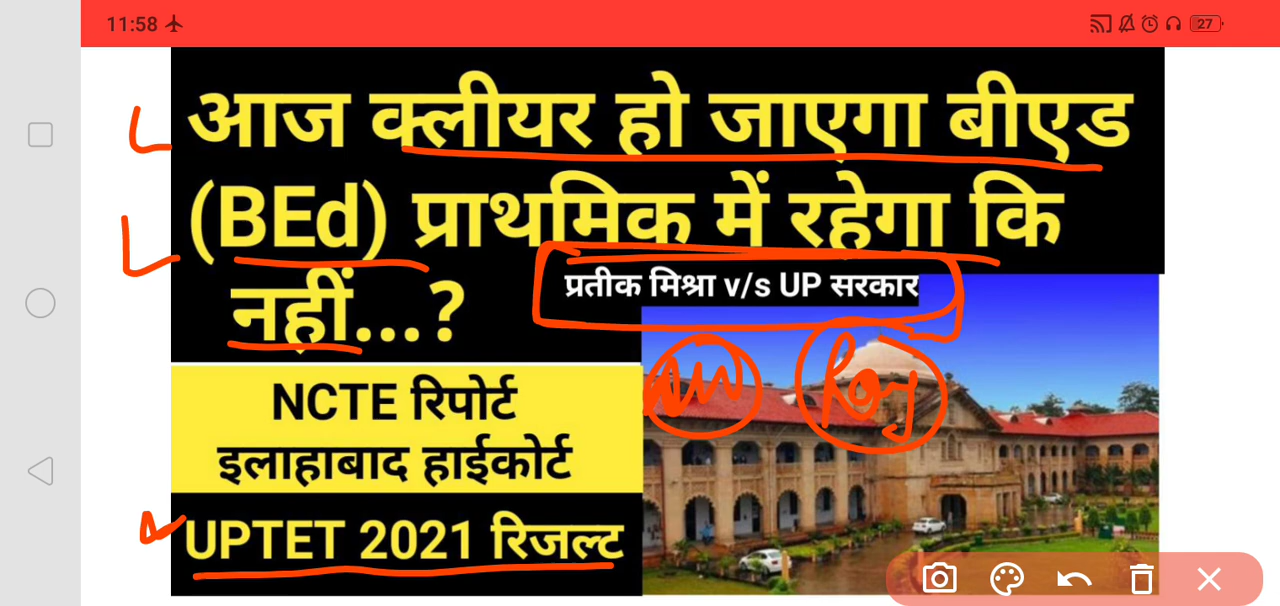 11:58
27
आज क्लीयर हो जाएगा बीएड
(BEd) प्राथमिक में रहेगा कि
नहीं...?
प्रतीक मिश्रा v/s UP सरकार
Roy
NCTE रिपोर्ट
इलाहाबाद हाईकोर्ट
UPTET 2021 रिजल्ट